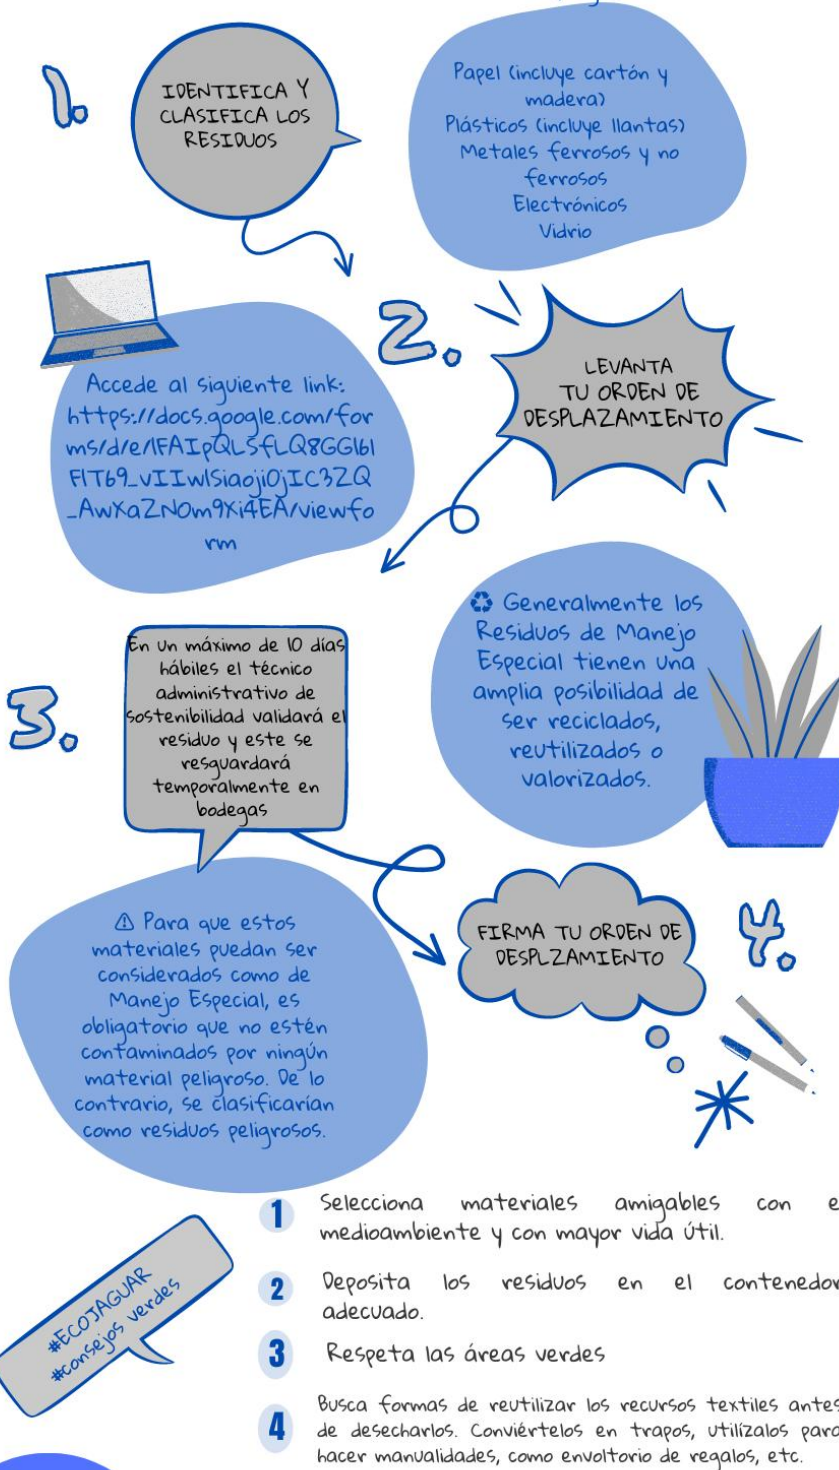 1.
IDENTIFICA Y
CLASIFICA LOS
RESIDUOS
Papel (incluye cartón y
madera)
Plásticos (incluye llantas)
Metales ferrosos y no
ferrosos
Electrónicos
Vidrio
2.
LEVANTA
TU ORDEN DE
DESPLAZAMIENTO
Accede al siguiente link:
https://docs.google.com/for
ms/d/e/1FAIpQLSfLQ8GGl6l
FlT69_vIIwlSiaoji0jIC3ZQ
_AwXaZNOm9Xi4EA/viewfo
rm
♻ Generalmente los
Residuos de Manejo
Especial tienen una
amplia posibilidad de
ser reciclados,
reutilizados o
valorizados.
3.
En un máximo de 10 días
hábiles el técnico
administrativo de
sostenibilidad validará el
residuo y este se
resguardará
temporalmente en
bodegas
⚠ Para que estos
materiales puedan ser
considerados como de
Manejo Especial, es
obligatorio que no estén
contaminados por ningún
material peligroso. De lo
contrario, se clasificarían
como residuos peligrosos.
4.
FIRMA TU ORDEN DE
DESPLZAMIENTO
#ECOJAGUAR
#consejos verdes
1 Selecciona materiales amigables con e
medioambiente y con mayor vida útil.
2 Deposita los residuos en el contenedor
adecuado.
3 Respeta las áreas verdes
4 Busca formas de reutilizar los recursos textiles antes
de desecharlos. Conviértelos en trapos, utilízalos para
hacer manualidades, como envoltorio de regalos, etc.